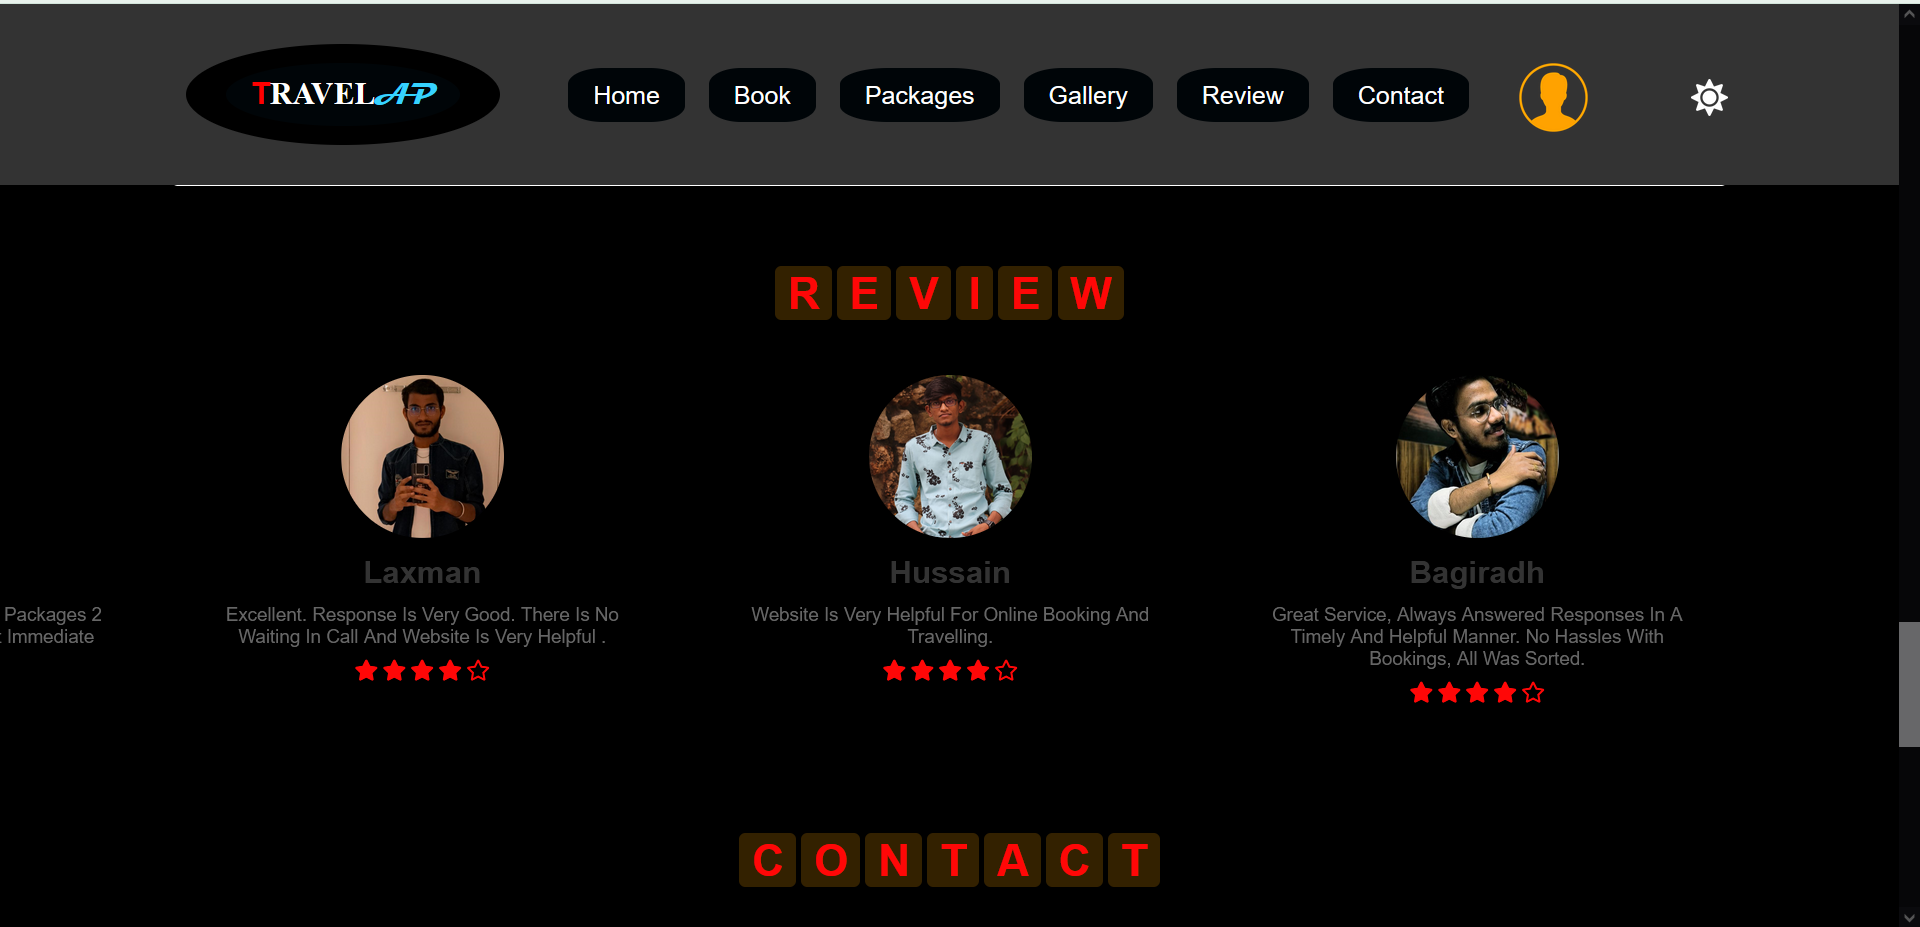 TRAVELAP
Home
Book
Packages
Gallery
Review
Contact
REVIEW
Laxman
Hussain
Bagiradh
Packages 2
Immediate
Excellent. Response Is Very Good. There Is No
Waiting In Call And Website Is Very Helpful .
Website Is Very Helpful For Online Booking And
Travelling.
Great Service, Always Answered Responses In A
Timely And Helpful Manner. No Hassles With
Bookings, All Was Sorted.
CONTACT